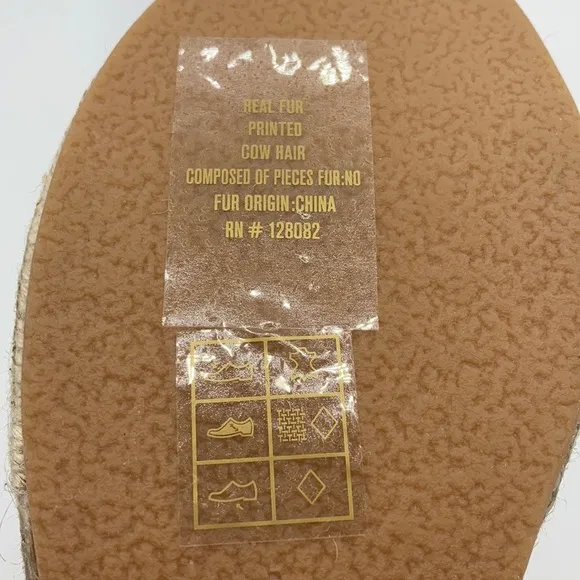 REAL FUR
PRINTED
COW HAIR
COMPOSED OF PIECES FUR:NO
FUR ORIGIN:CHINA
RN # 128082